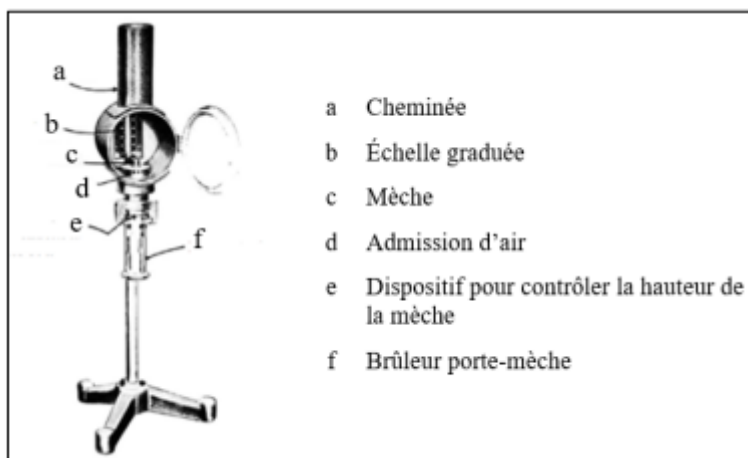 a
b
c
d
e
f
a Cheminée
b Échelle graduée
c Mèche
d Admission d'air
e Dispositif pour contrôler la hauteur de
la mèche
f Brûleur porte-mèche